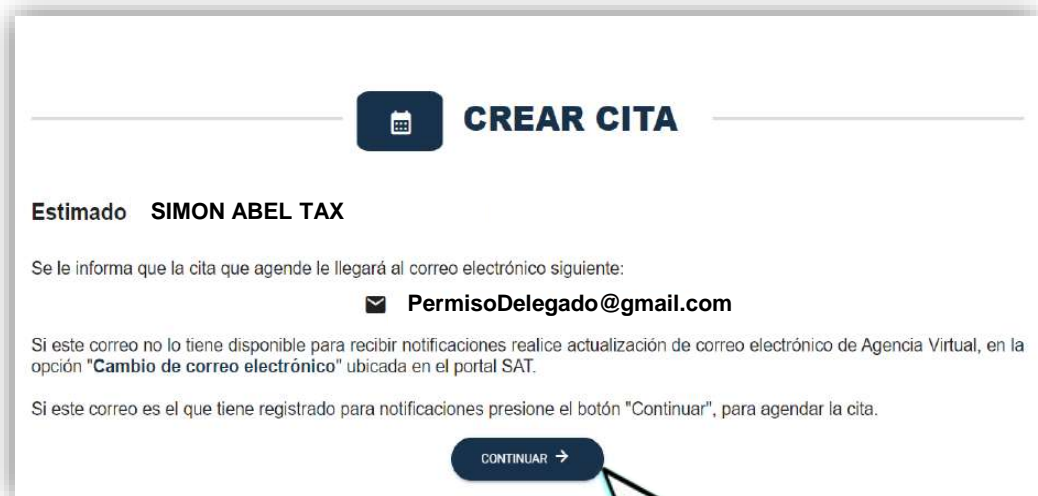 CREAR CITA
Estimado SIMON ABEL TAX
Se le informa que la cita que agende le llegará al correo electrónico siguiente:
PermisoDelegado@gmail.com
Si este correo no lo tiene disponible para recibir notificaciones realice actualización de correo electrónico de Agencia Virtual, en la
opción "Cambio de correo electrónico" ubicada en el portal SAT.
Si este correo es el que tiene registrado para notificaciones presione el botón "Continuar", para agendar la cita.
CONTINUAR →